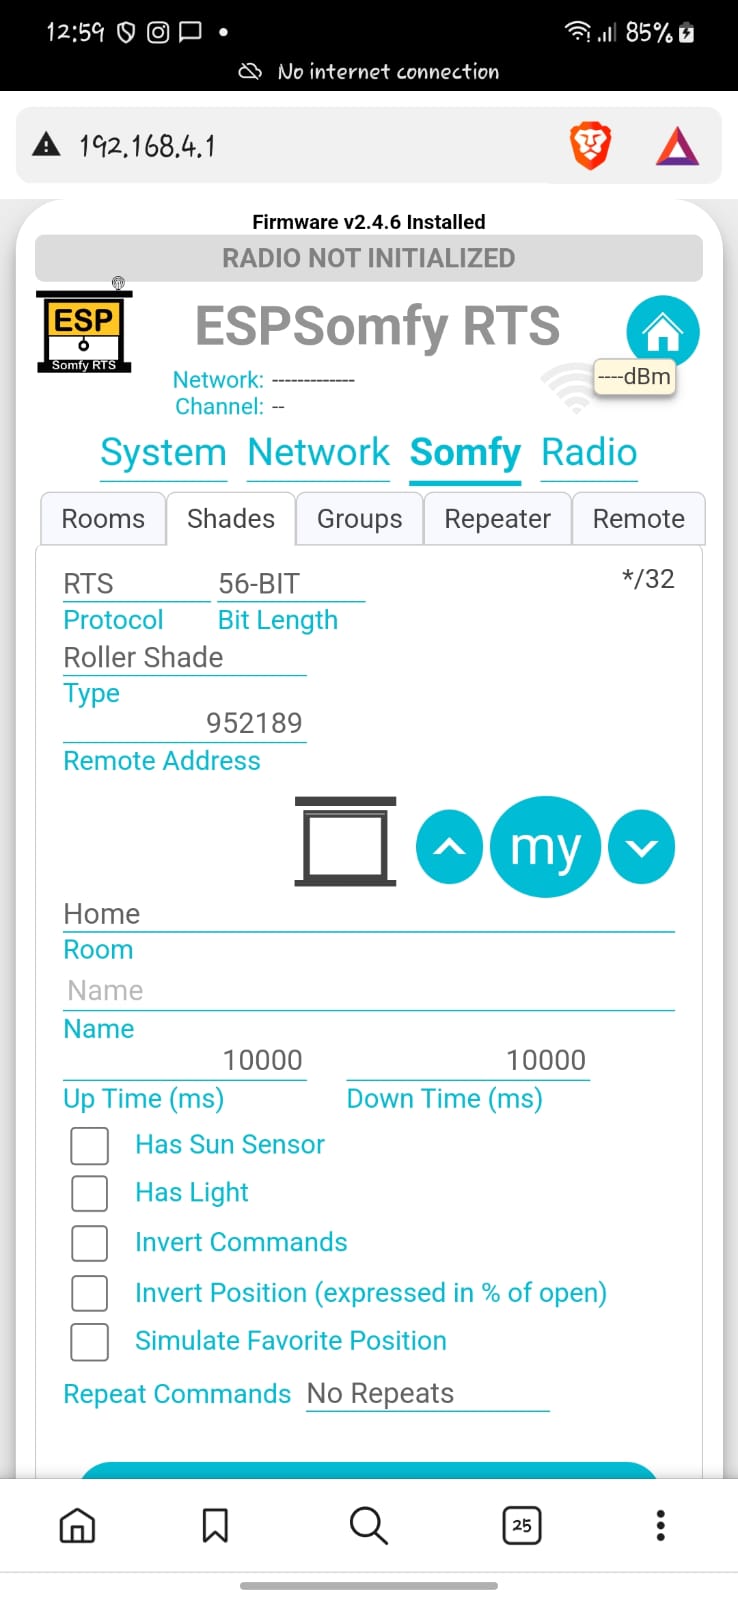 12:59 85%
No internet connection
192.168.4.1
Firmware v2.4.6 Installed
RADIO NOT INITIALIZED
ESP
Somfy RTS
ESPSomfy RTS
Network: -------------
Channel: --
----dBm
System Network Somfy Radio
Rooms Shades Groups Repeater Remote
RTS 56-BIT */32
Protocol Bit Length
Roller Shade
Type
952189
Remote Address
my
Home
Room
Name
Name
10000 10000
Up Time (ms) Down Time (ms)
Has Sun Sensor
Has Light
Invert Commands
Invert Position (expressed in % of open)
Simulate Favorite Position
Repeat Commands No Repeats
25